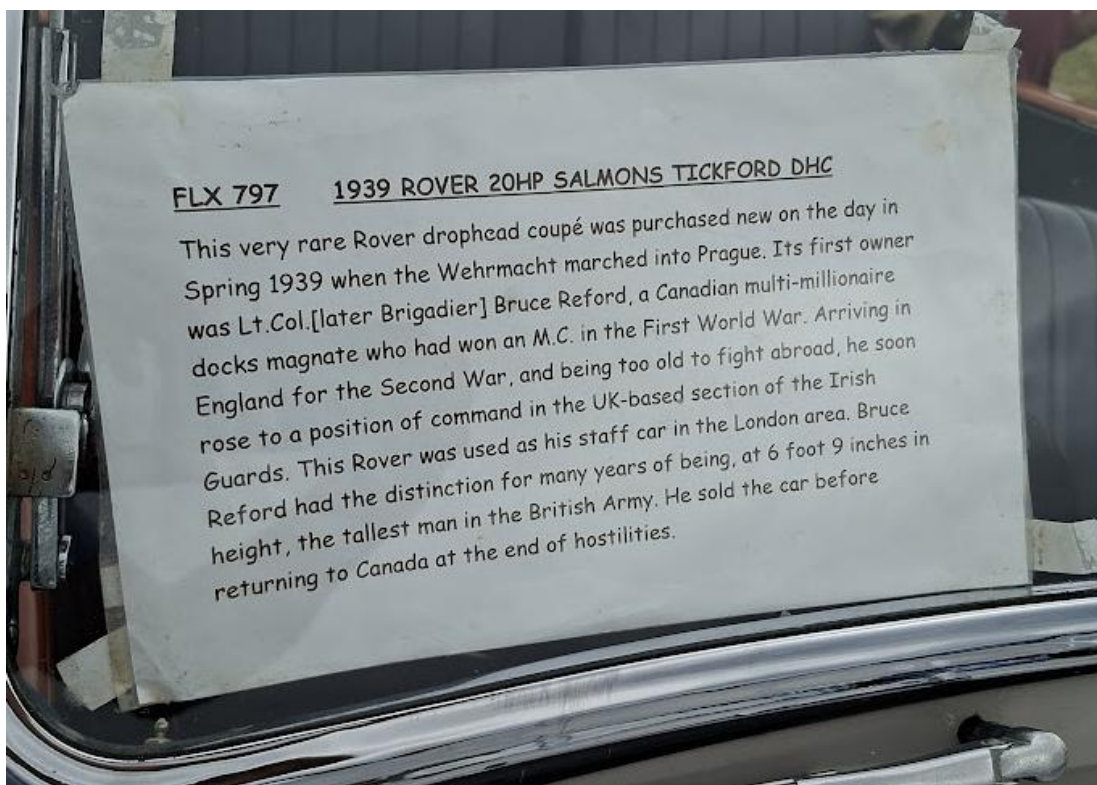 FLX 797 1939 ROVER 20HP SALMONS TICKFORD DHC
This very rare Rover drophead coupé was purchased new on the day in
Spring 1939 when the Wehrmacht marched into Prague. Its first owner
was Lt.Col.[later Brigadier] Bruce Reford, a Canadian multi-millionaire
docks magnate who had won an M.C. in the First World War. Arriving in
England for the Second War, and being too old to fight abroad, he soon
rose to a position of command in the UK-based section of the Irish
Guards. This Rover was used as his staff car in the London area. Bruce
Reford had the distinction for many years of being, at 6 foot 9 inches in
height, the tallest man in the British Army. He sold the car before
returning to Canada at the end of hostilities.